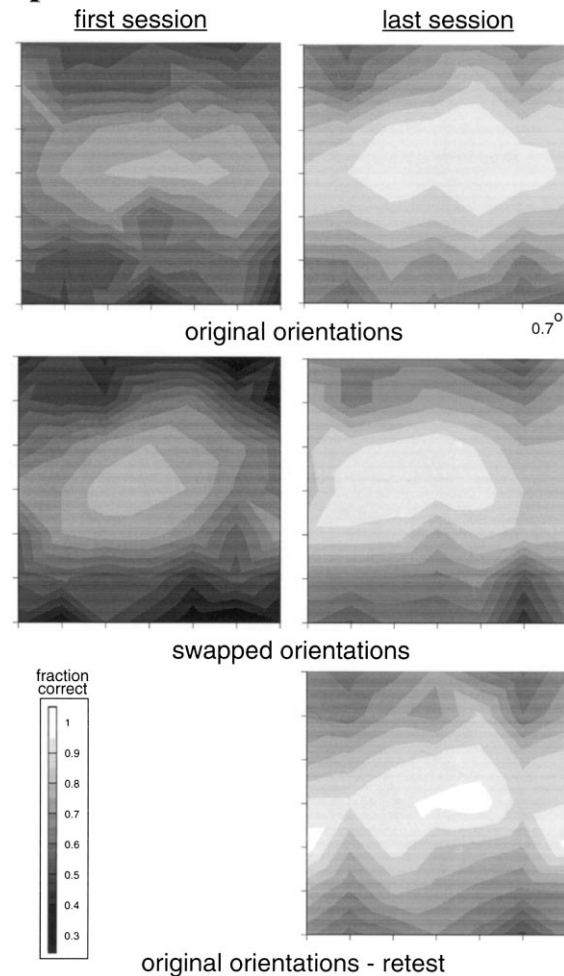 first session
last session
original orientations
0.7°
swapped orientations
fraction
correct
1
0.9
0.8
0.7
0.6
0.5
0.4
0.3
original orientations - retest